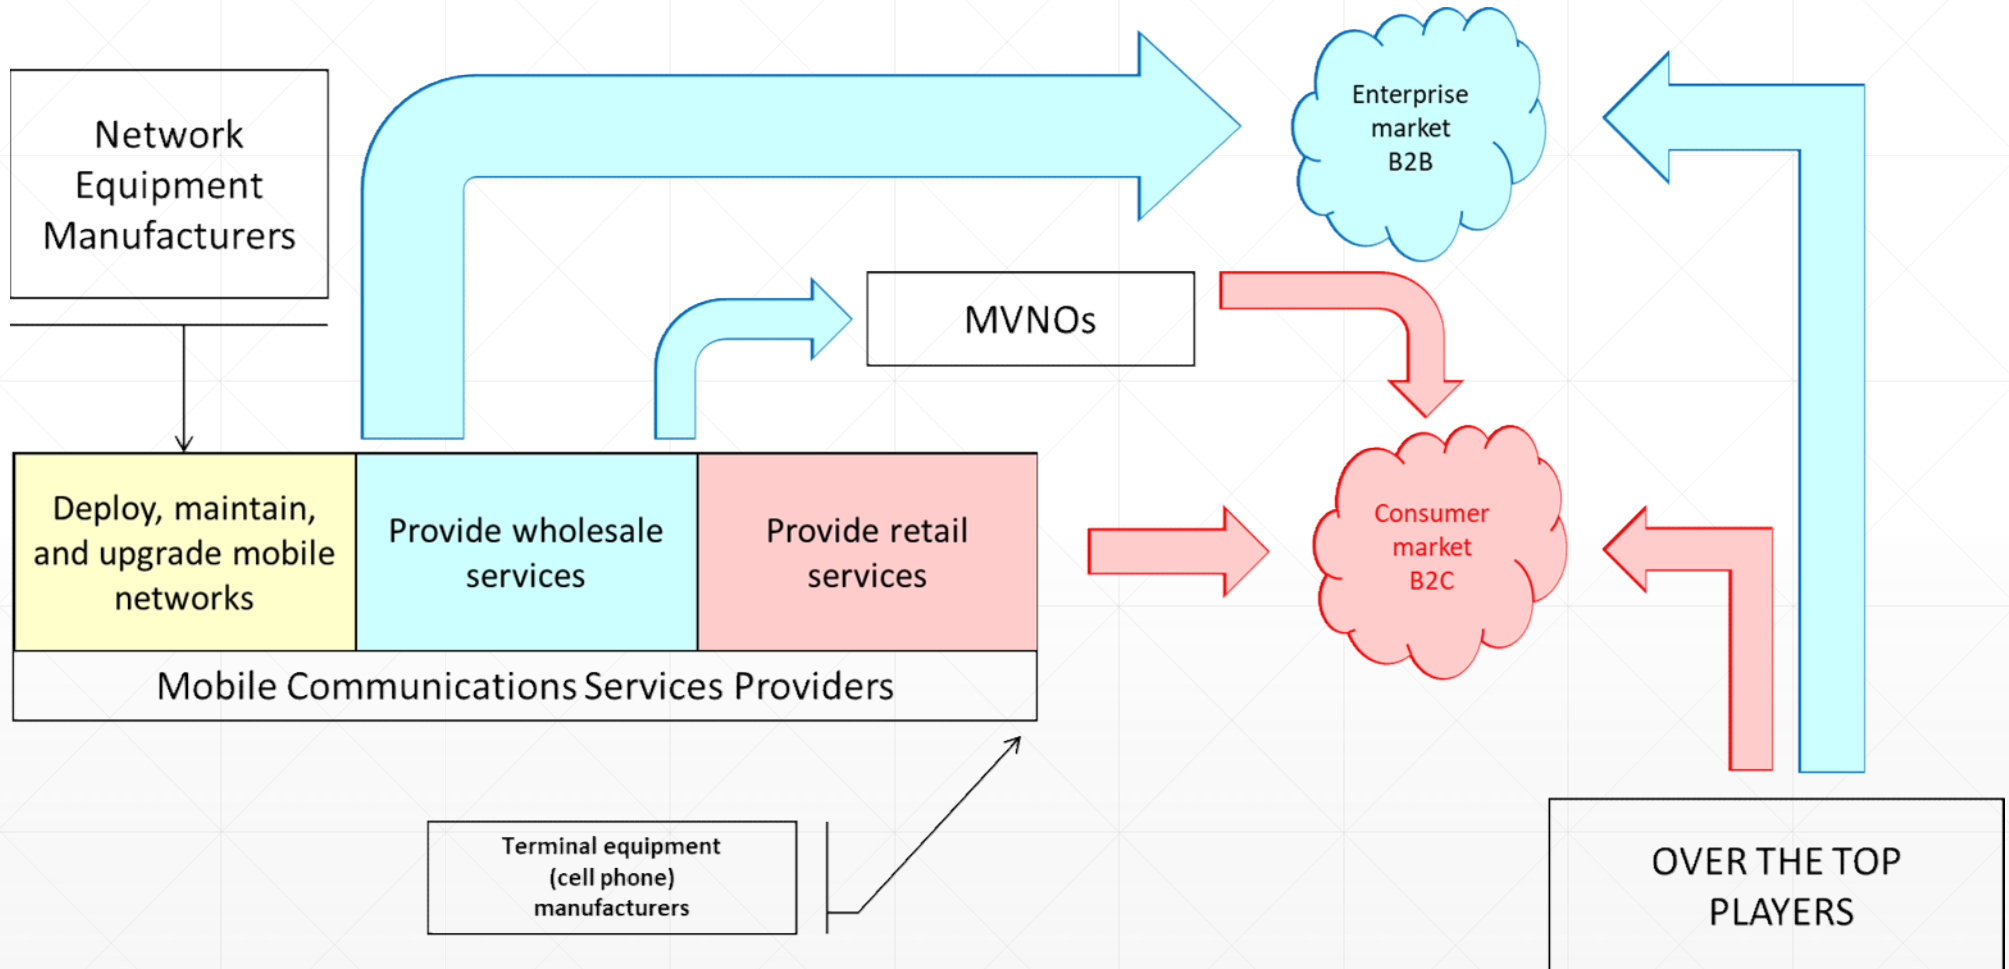 Network
Equipment
Manufacturers
Enterprise
market
B2B
MVNOs
Deploy, maintain,
and upgrade mobile
networks
Provide wholesale
services
Provide retail
services
Mobile Communications Services Providers
Consumer
market
B2C
Terminal equipment
(cell phone)
manufacturers
OVER THE TOP
PLAYERS